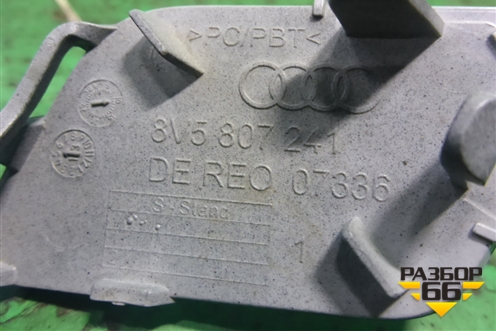 >PC/PBT<
8V5 807 241
DE REO 07336
S-Stand
1
РАЗБОР
66